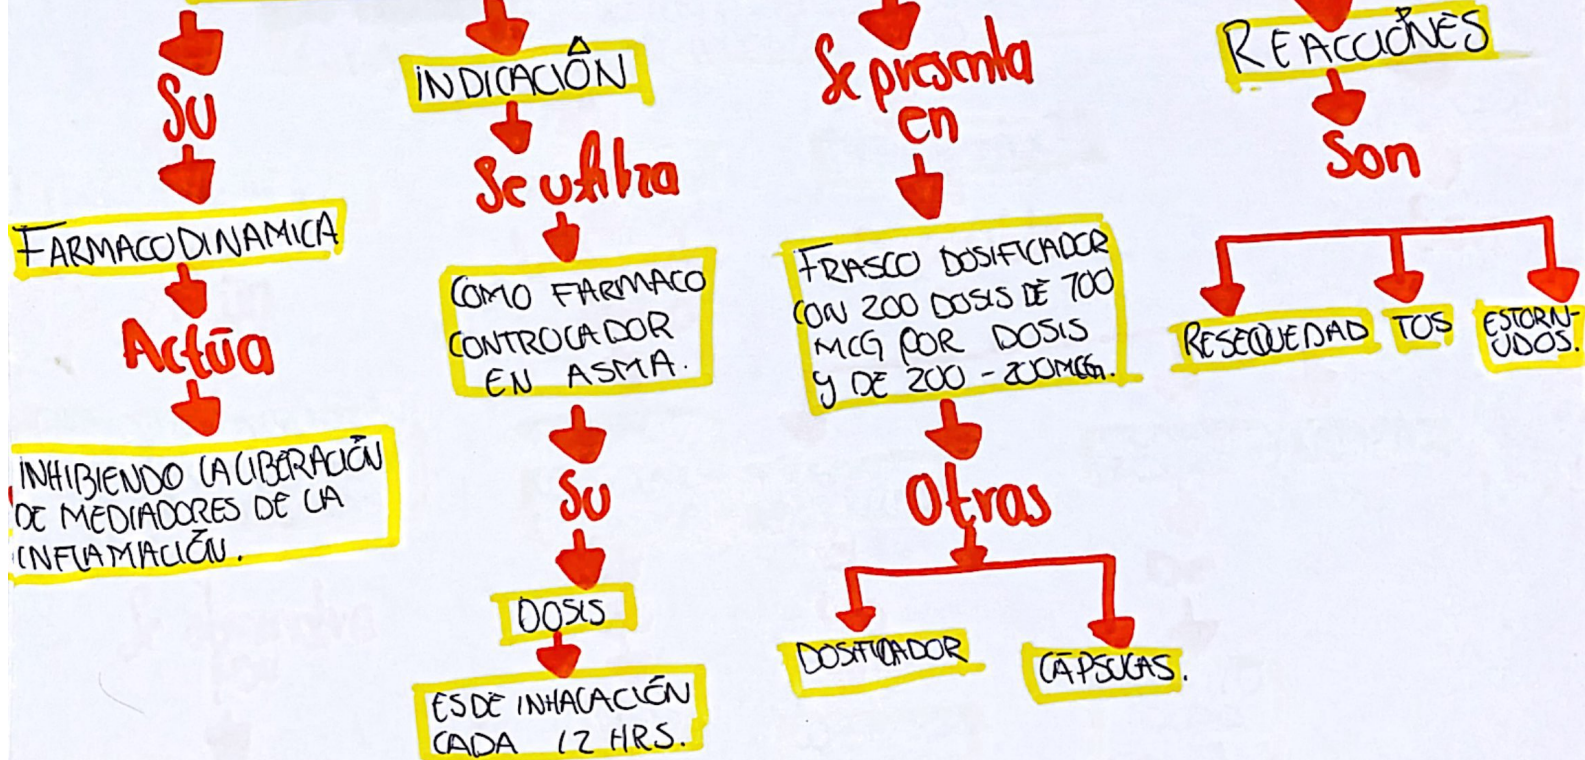 Su
FARMACODINAMICA
Actúa
INHIBIENDO LA LIBERACIÓN
DE MEDIADORES DE LA
INFLAMACIÓN.
INDICACIÓN
Se utiliza
COMO FARMACO
CONTROLADOR
EN ASMA.
Su
DOSIS
ES DE INHALACIÓN
CADA 12 HRS.
Se presenta
en
FRASCO DOSIFICADOR
CON 200 DOSIS DE 700
MCG POR DOSIS
Y DE 200 - 200MCG.
Otras
DOSIFICADOR
CÁPSULAS.
REACCIÓNES
Son
RESEQUEDAD
TOS
ESTORN-
UDOS.